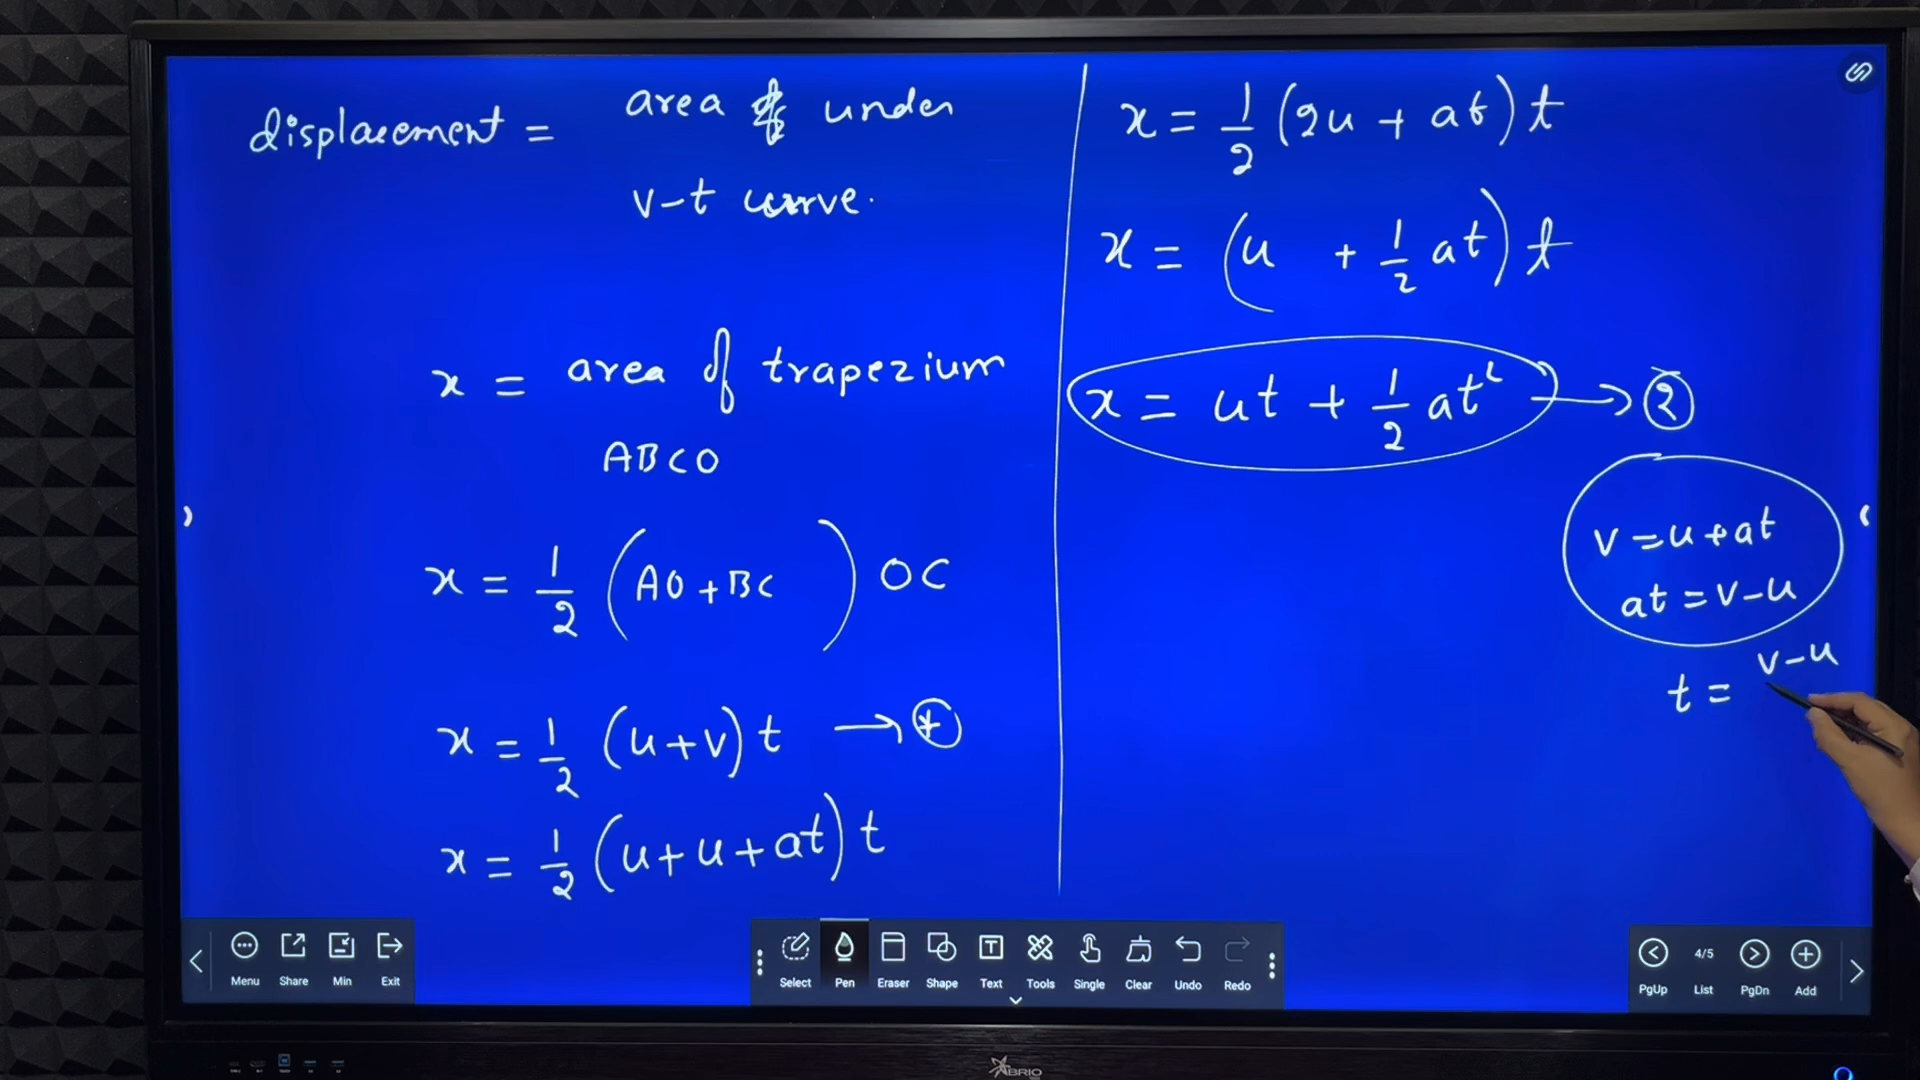 displacement = area of under
v-t curve.
x = area of trapezium
ABCO
x = 1/2 (AO + BC) OC
x = 1/2 (u+v) t → *
x = 1/2 (u+u+at) t
x = 1/2 (2u + at) t
x = (u + 1/2 at) t
x = ut + 1/2 at² → 2
v = u + at
at = v - u
t = v - u
Menu Share Min Exit
Select Pen Eraser Shape Text Tools Single Clear Undo Redo
PgUp 4/5 List PgDn Add
ABRIO